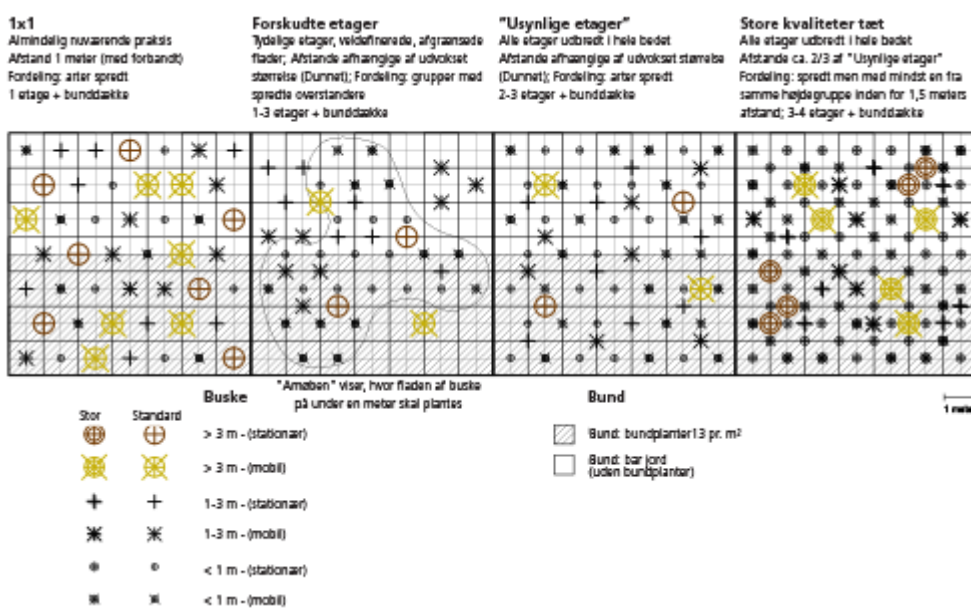 1x1
Almindelig nuværende praksis
Afstand 1 meter (med forbandt)
Fordeling: arter spredt
1 etage + bunddække
Forskudte etager
Tydelige etager, veldefinerede, afgrænsede
flader; Afstande afhængige af udvokset
størrelse (Dunnet); Fordeling: grupper med
spredte overstandere
1-3 etager + bunddække
"Usynlige etager"
Alle etager udbredt i hele bedet
Afstande afhængige af udvokset størrelse
(Dunnet); Fordeling: arter spredt
2-3 etager + bunddække
Store kvaliteter tæt
Alle etager udbredt i hele bedet
Afstande ca. 2/3 af "Usynlige etager"
Fordeling: spredt men med mindst en fra
samme højdegruppe inden for 1,5 meters
afstand; 3-4 etager + bunddække
"Amøben" viser, hvor fladen af buske
på under en meter skal plantes
1 mete
Buske
Stor Standard
> 3 m - (stationær)
> 3 m - (mobil)
1-3 m - (stationær)
1-3 m - (mobil)
< 1 m - (stationær)
< 1 m - (mobil)
Bund
Bund: bundplanter13 pr. m²
Bund: bar jord
(uden bundplanter)